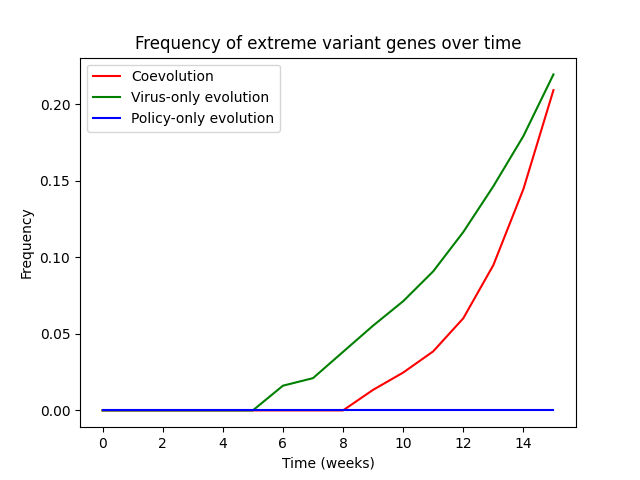 Frequency of extreme variant genes over time
Coevolution
Virus-only evolution
Policy-only evolution
Frequency
0.20
0.15
0.10
0.05
0.00
0 2 4 6 8 10 12 14
Time (weeks)